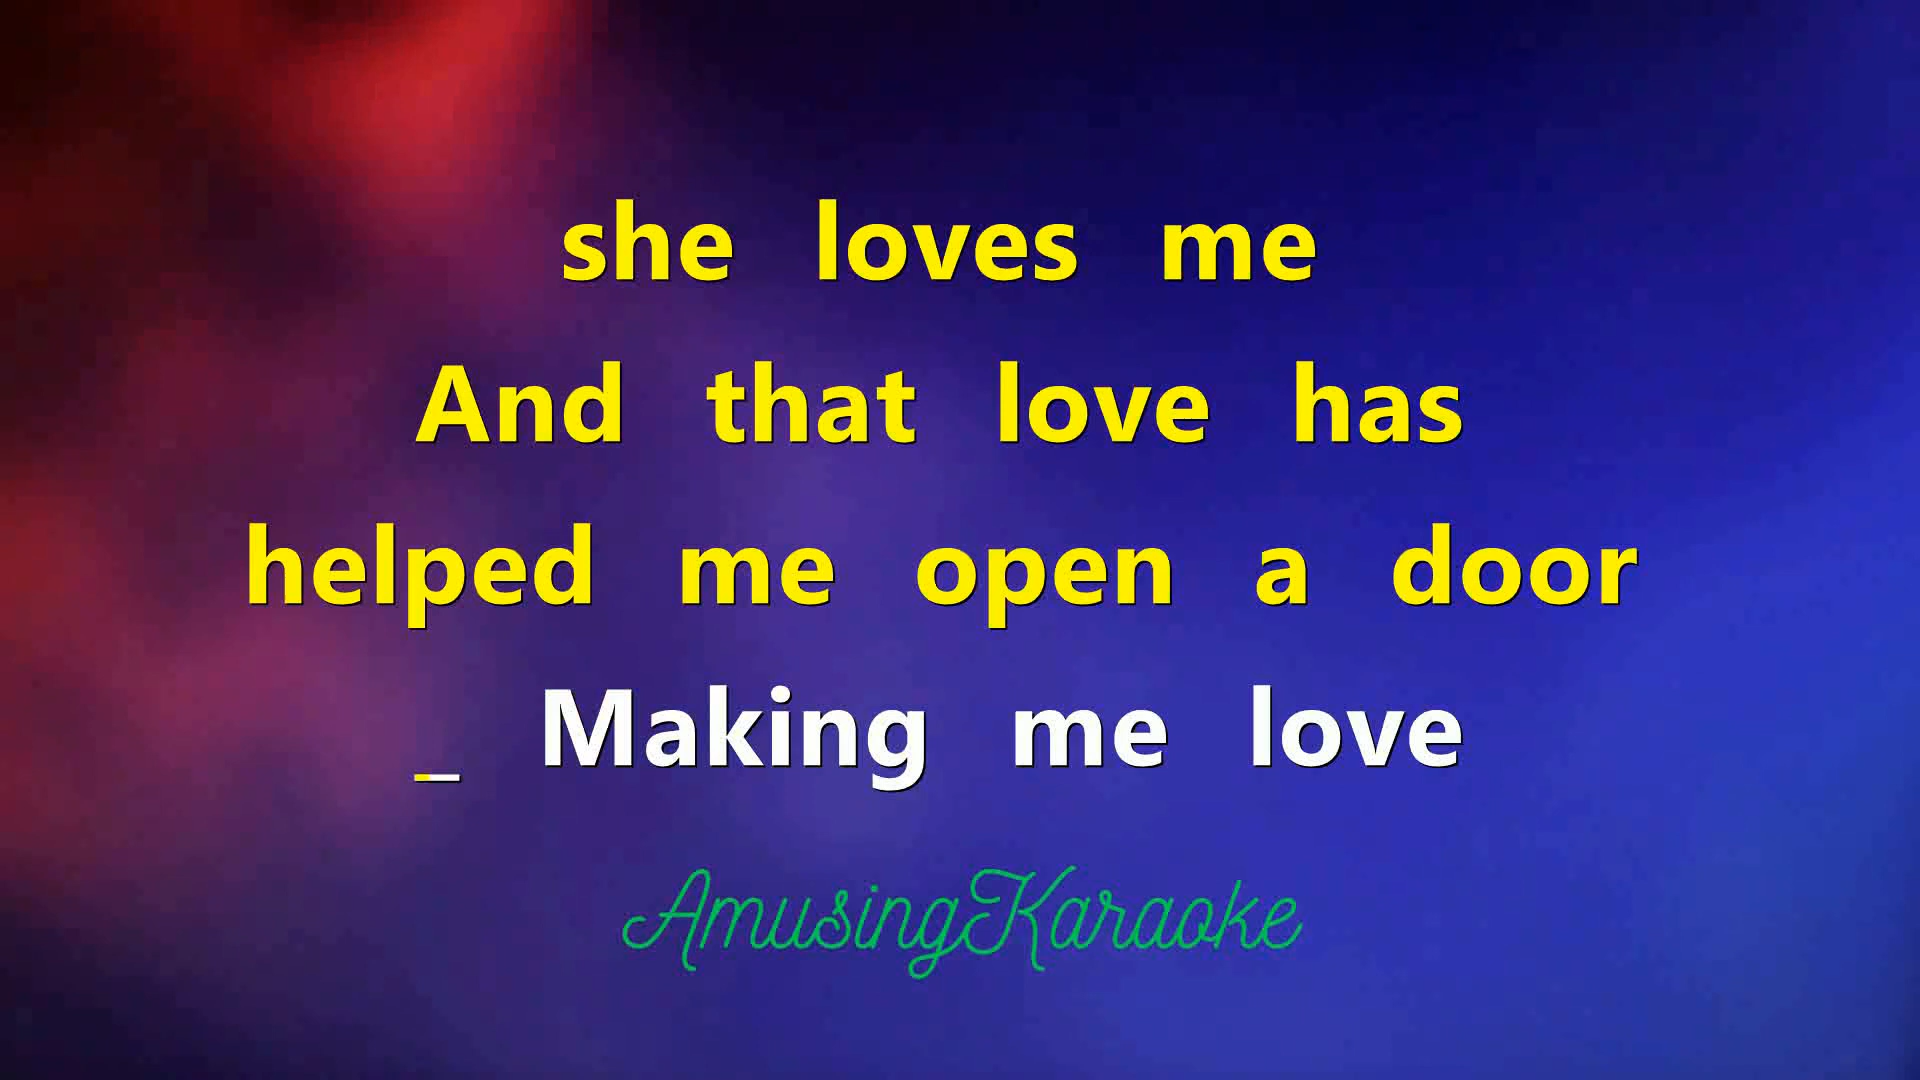 she loves me
And that love has
helped me open a door
_ Making me love
AmusingKaraoke